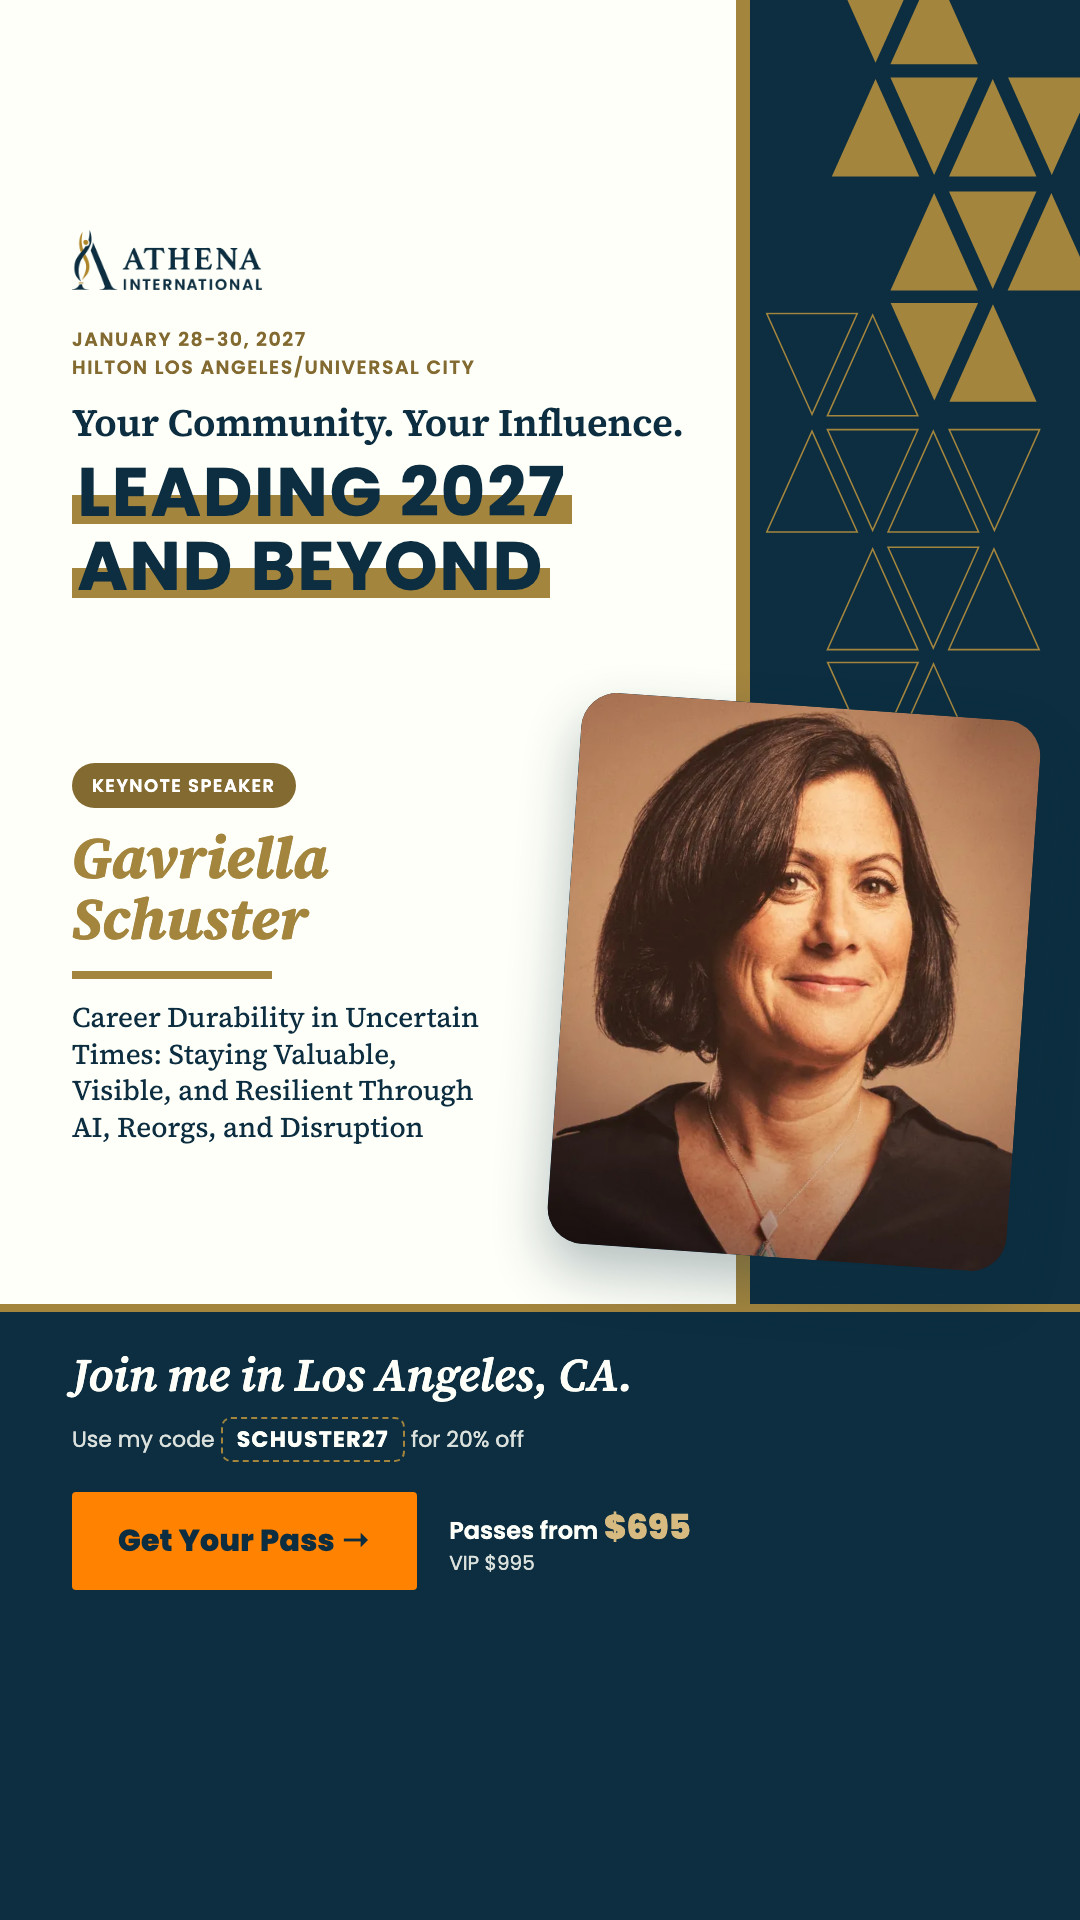 ATHENA
INTERNATIONAL
JANUARY 28-30, 2027
HILTON LOS ANGELES/UNIVERSAL CITY
Your Community. Your Influence.
LEADING 2027
AND BEYOND
KEYNOTE SPEAKER
Gavriella
Schuster
Career Durability in Uncertain
Times: Staying Valuable,
Visible, and Resilient Through
AI, Reorgs, and Disruption
Join me in Los Angeles, CA.
Use my code SCHUSTER27 for 20% off
Get Your Pass →
Passes from $695
VIP $995